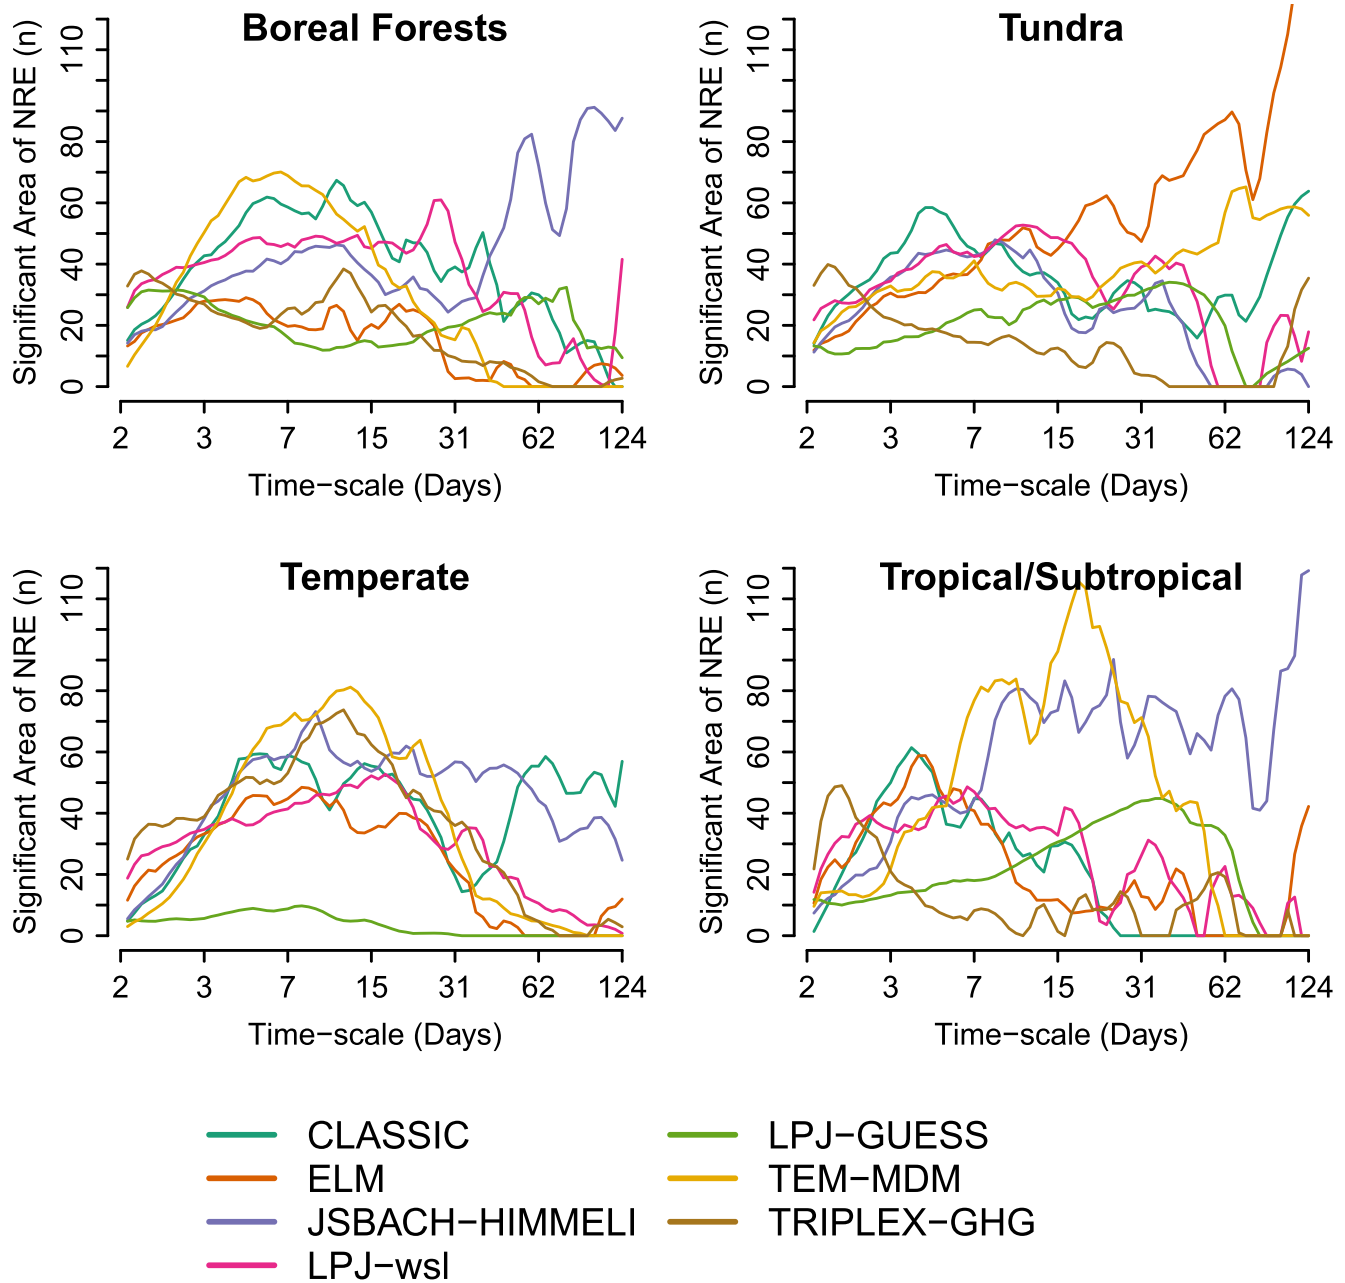 Boreal Forests
Significant Area of NRE (n)
0 20 40 60 80 110
2 3 7 15 31 62 124
Time−scale (Days)
Tundra
Significant Area of NRE (n)
0 20 40 60 80 110
2 3 7 15 31 62 124
Time−scale (Days)
Temperate
Significant Area of NRE (n)
0 20 40 60 80 110
2 3 7 15 31 62 124
Time−scale (Days)
Tropical/Subtropical
Significant Area of NRE (n)
0 20 40 60 80 110
2 3 7 15 31 62 124
Time−scale (Days)
CLASSIC
ELM
JSBACH−HIMMELI
LPJ−wsl
LPJ−GUESS
TEM−MDM
TRIPLEX−GHG